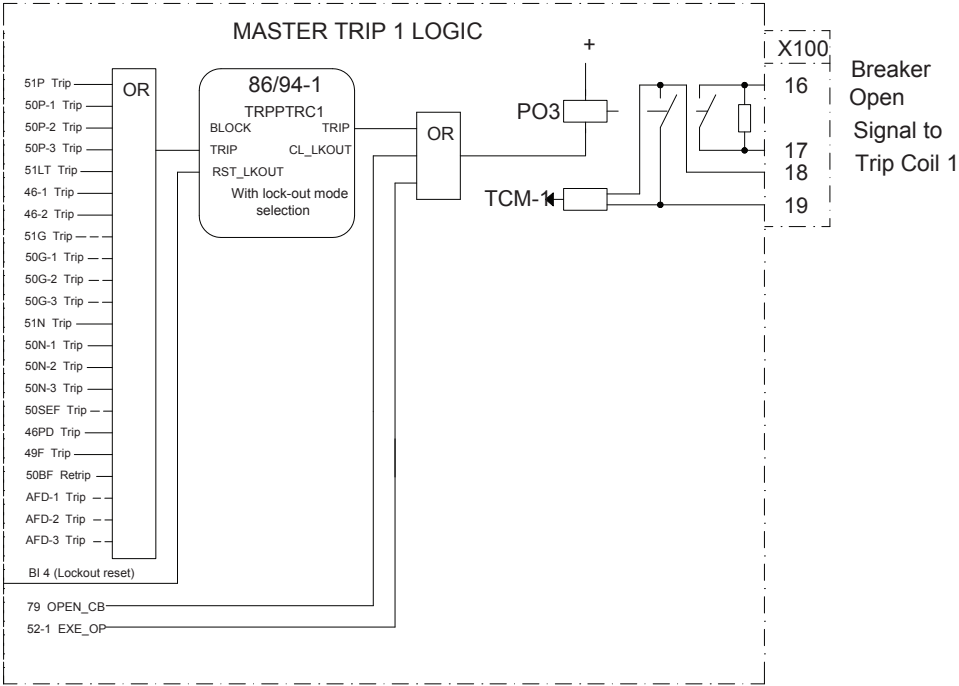 MASTER TRIP 1 LOGIC
+
X100
51P Trip
OR
86/94-1
16
Breaker
Open
Signal to
Trip Coil 1
50P-1 Trip
TRPPTRC1
PO3
50P-2 Trip
BLOCK TRIP
OR
50P-3 Trip
TRIP CL_LKOUT
17
51LT Trip
RST_LKOUT
18
46-1 Trip
With lock-out mode
selection
TCM-1
19
46-2 Trip
51G Trip
50G-1 Trip
50G-2 Trip
50G-3 Trip
51N Trip
50N-1 Trip
50N-2 Trip
50N-3 Trip
50SEF Trip
46PD Trip
49F Trip
50BF Retrip
AFD-1 Trip
AFD-2 Trip
AFD-3 Trip
BI 4 (Lockout reset)
79 OPEN_CB
52-1 EXE_OP